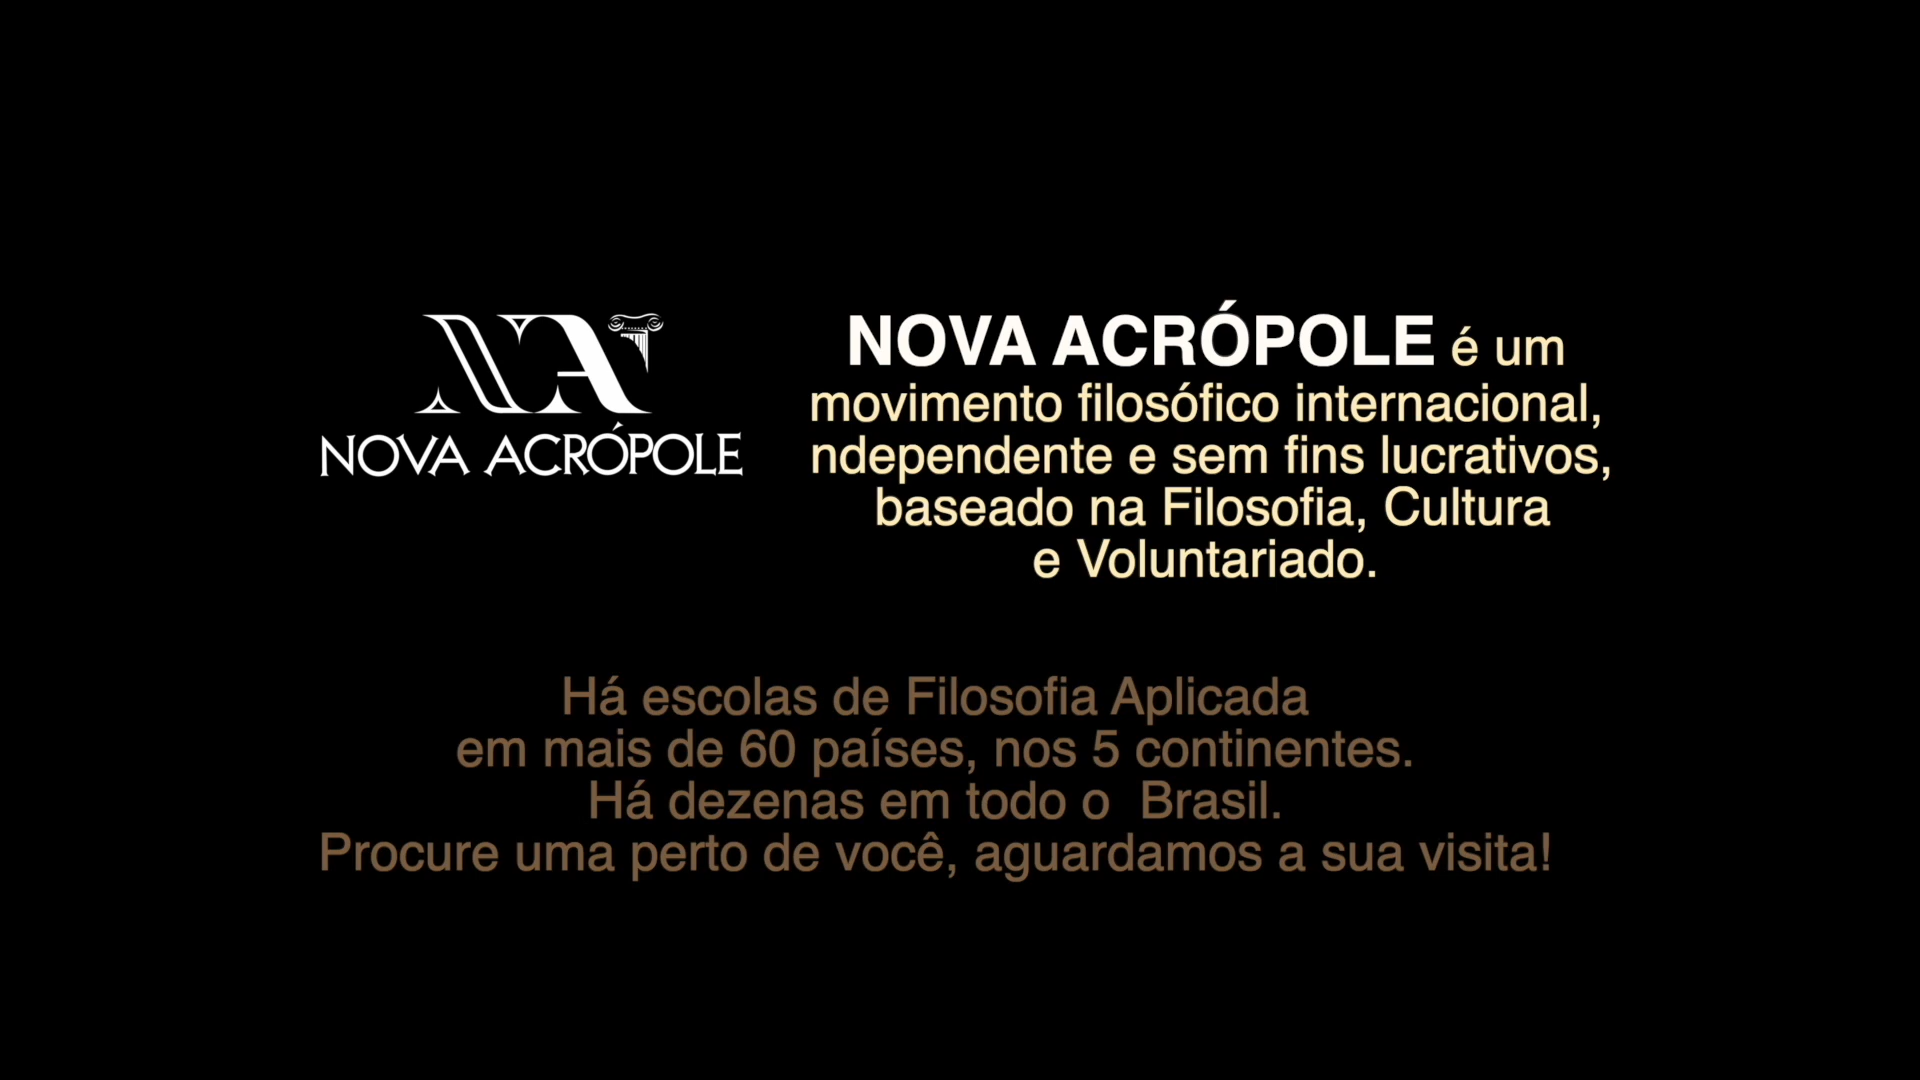 NA
NOVA ACRÓPOLE
NOVA ACRÓPOLE é um
movimento filosófico internacional,
ndependente e sem fins lucrativos,
baseado na Filosofia, Cultura
e Voluntariado.
Há escolas de Filosofia Aplicada
em mais de 60 países, nos 5 continentes.
Há dezenas em todo o  Brasil.
Procure uma perto de você, aguardamos a sua visita!